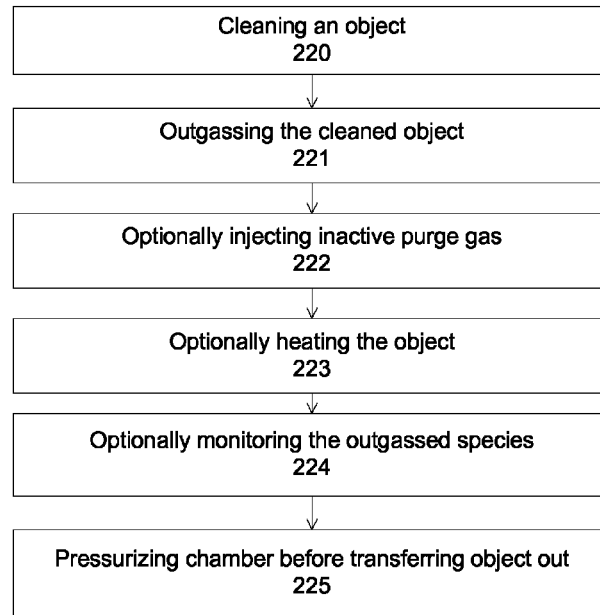 Cleaning an object
220
Outgassing the cleaned object
221
Optionally injecting inactive purge gas
222
Optionally heating the object
223
Optionally monitoring the outgassed species
224
Pressurizing chamber before transferring object out
225